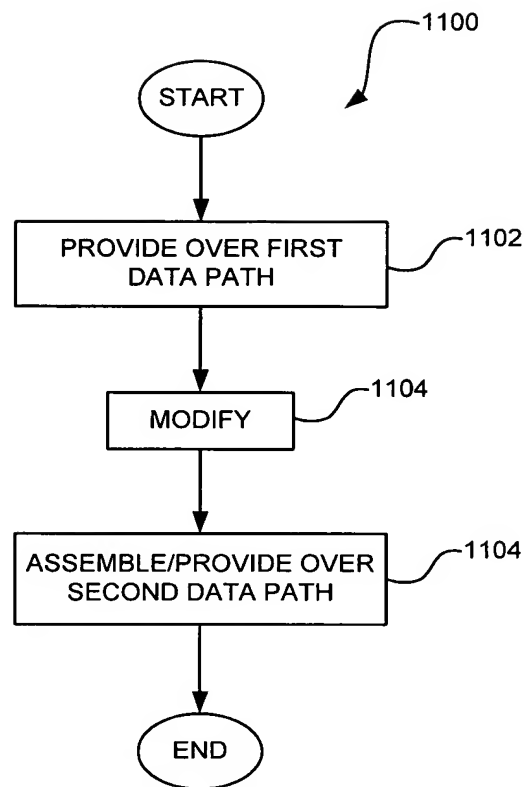 1100
START
PROVIDE OVER FIRST
DATA PATH
1102
MODIFY
1104
ASSEMBLE/PROVIDE OVER
SECOND DATA PATH
1104
END